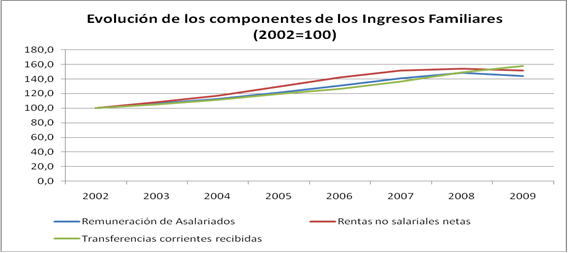 Evolución de los componentes de los Ingresos Familiares
(2002=100)
180,0
160,0
140,0
120,0
100,0
80,0
60,0
40,0
20,0
0,0
2002 2003 2004 2005 2006 2007 2008 2009
Remuneración de Asalariados Rentas no salariales netas
Transferencias corrientes recibidas